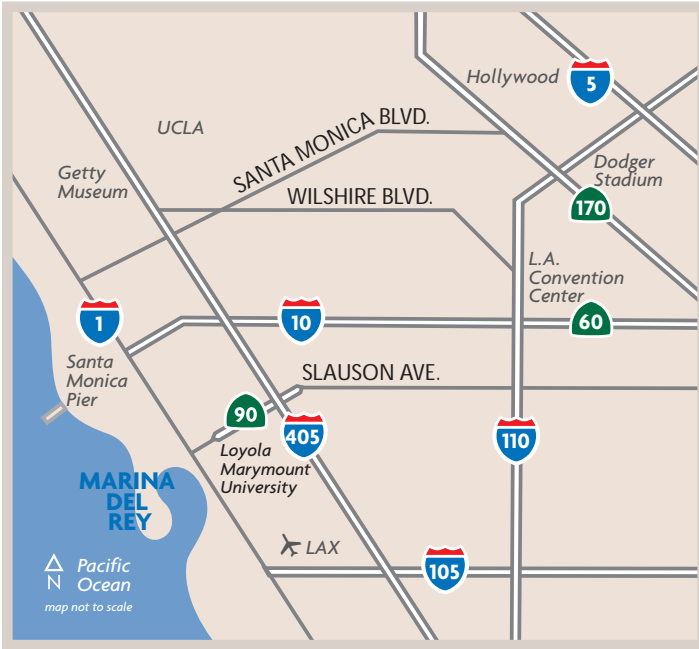 Hollywood
5
UCLA
SANTA MONICA BLVD.
Getty
Museum
Dodger
Stadium
WILHIRE BLVD.
170
L.A.
Convention
Center
1
10
60
Santa
Monica
Pier
SLAUSON AVE.
90
405
110
Loyola
Marymount
University
MARINA
DEL
REY
LAX
Pacific
Ocean
N
105
map not to scale